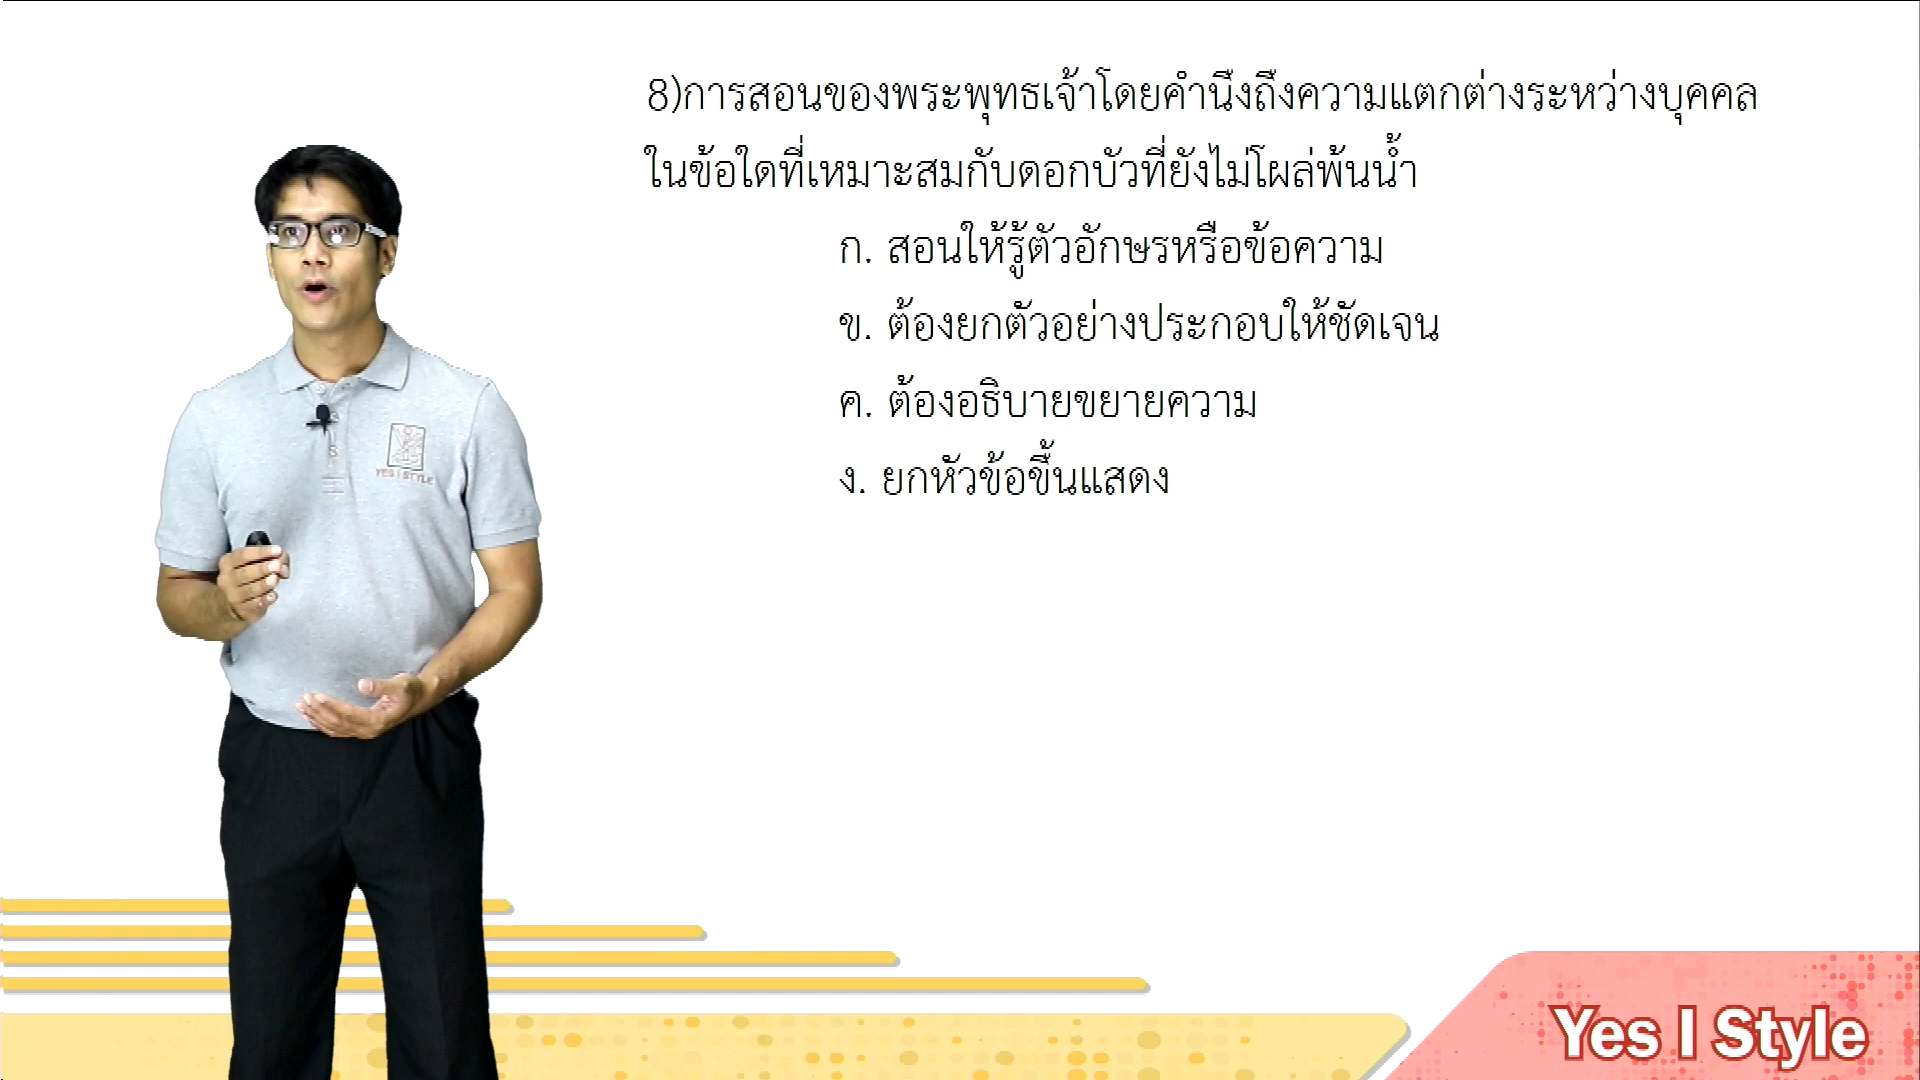 8)การสอนของพระพุทธเจ้าโดยคำนึงถึงความแตกต่างระหว่างบุคคล
ในข้อใดที่เหมาะสมกับดอกบัวที่ยังไม่โผล่พ้นน้ำ
ก. สอนให้รู้ตัวอักษรหรือข้อความ
ข. ต้องยกตัวอย่างประกอบให้ชัดเจน
ค. ต้องอธิบายขยายความ
ง. ยกหัวข้อขึ้นแสดง
YES I STYLE
Yes I Style